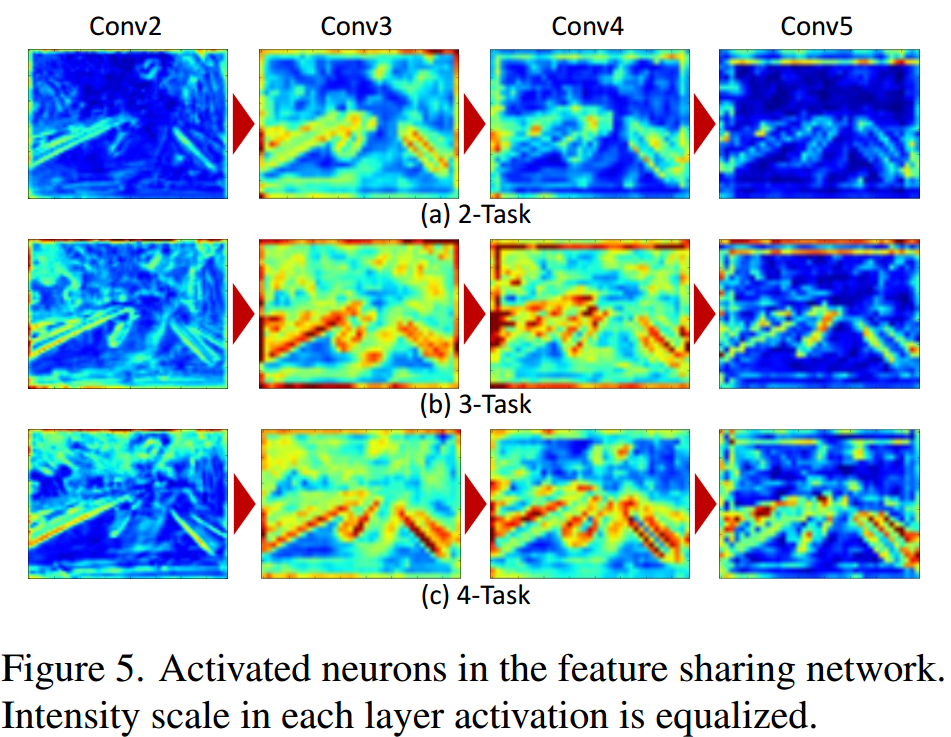 Conv2 Conv3 Conv4 Conv5
(a) 2-Task
(b) 3-Task
(c) 4-Task
Figure 5. Activated neurons in the feature sharing network.
Intensity scale in each layer activation is equalized.